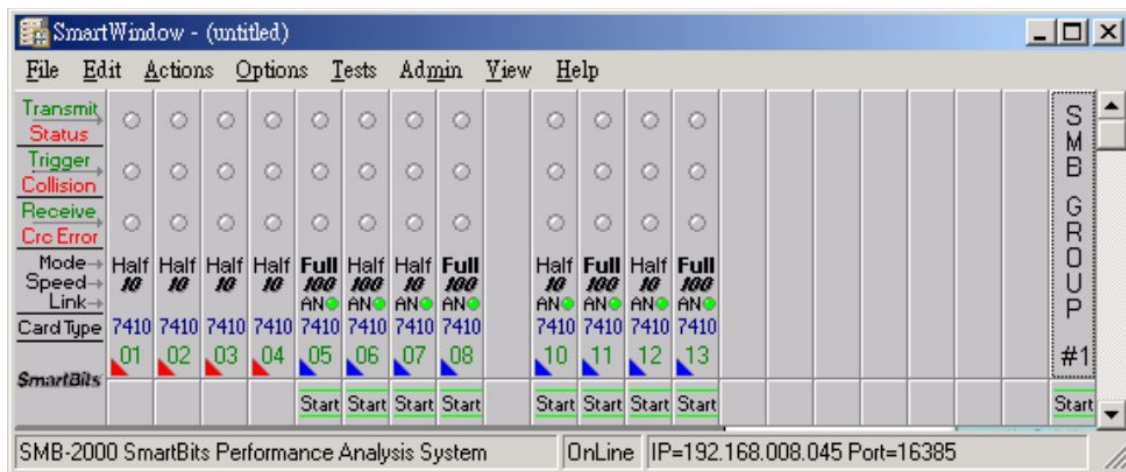 SmartWindow - (untitled)
File Edit Actions Options Tests Admin View Help
Transmit
Status
Trigger
Collision
Receive
Crc Error
Mode Half Half Half Half Full Half Half Full Half Full Half Full
Speed 10 10 10 10 100 100 100 100 10 100 10 100
Link AN AN AN AN AN AN AN AN
Card Type 7410 7410 7410 7410 7410 7410 7410 7410 7410 7410 7410 7410
01 02 03 04 05 06 07 08 10 11 12 13
SmartBits
Start Start Start Start Start Start Start Start Start
SMB GROUP #1
SMB-2000 SmartBits Performance Analysis System OnLine IP=192.168.008.045 Port=16385